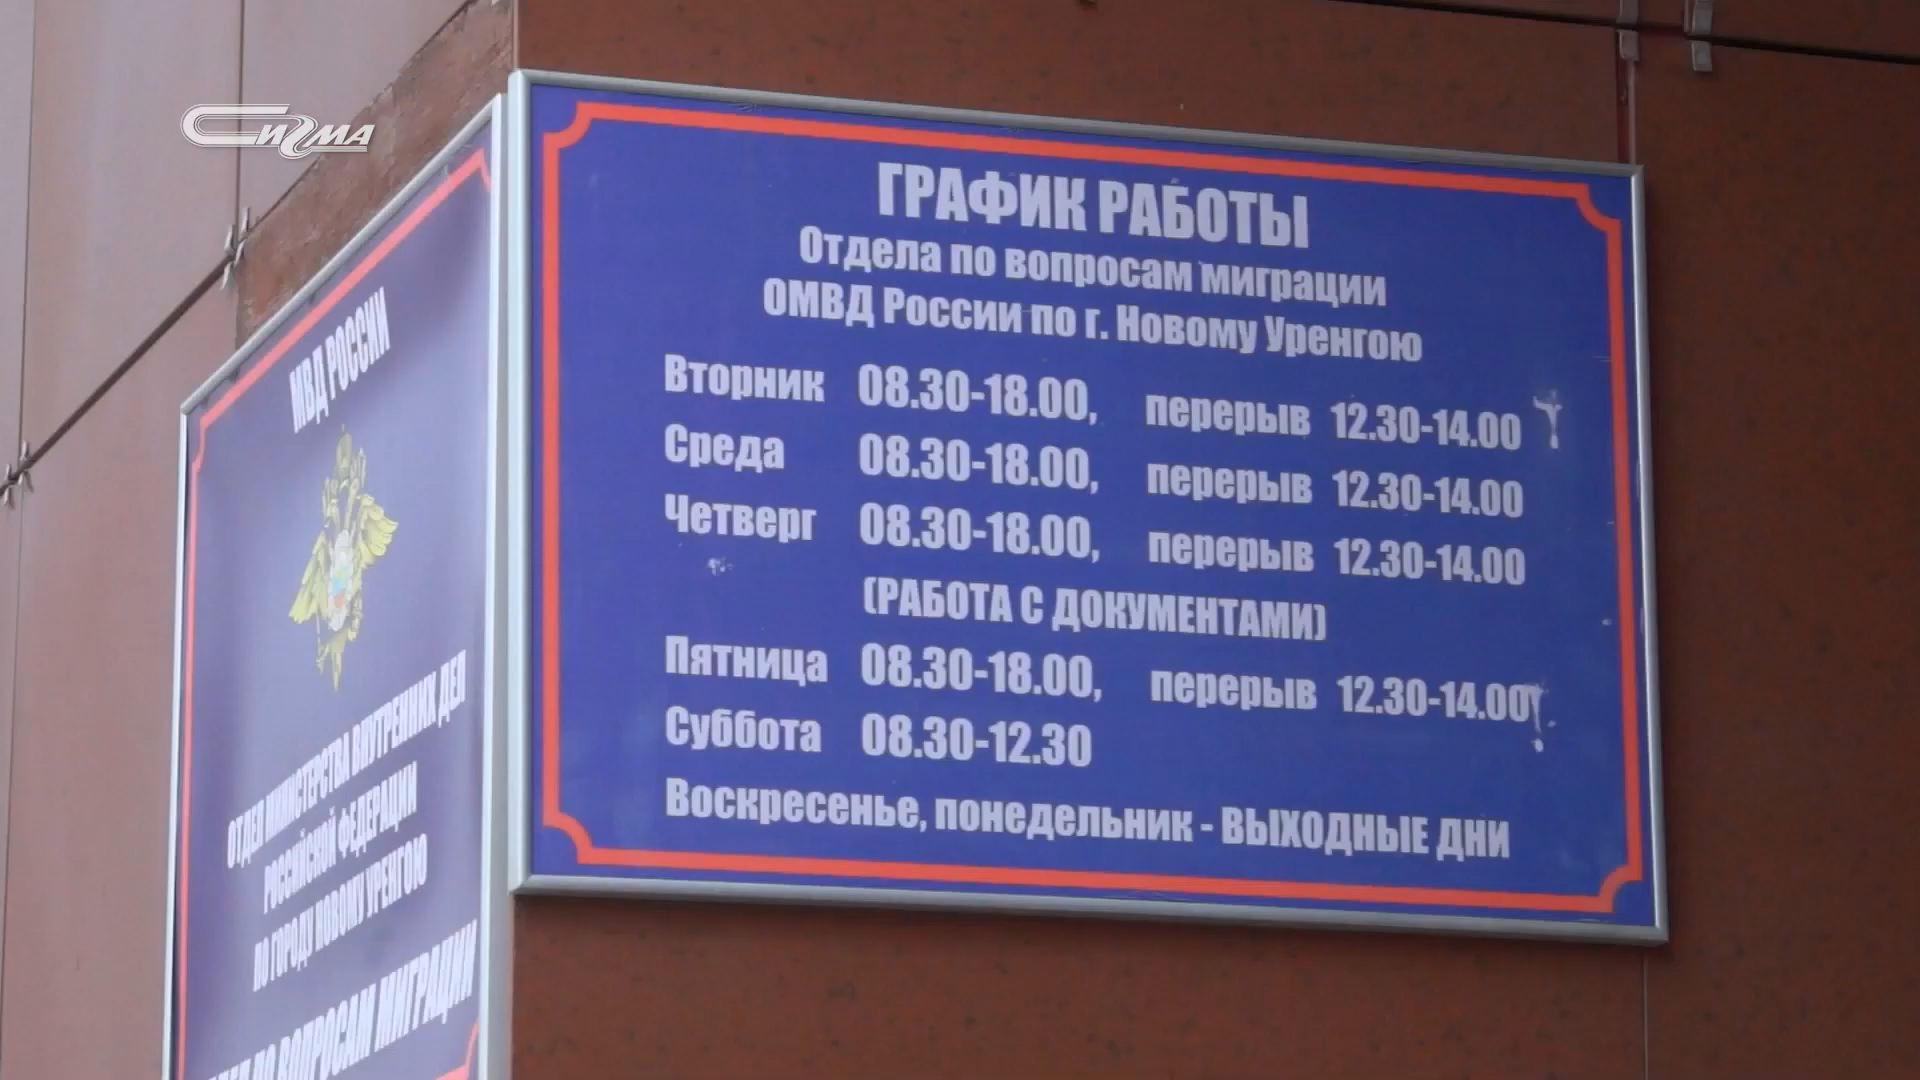 Сигма
ГРАФИК РАБОТЫ
Отдела по вопросам миграции
ОМВД России по г. Новому Уренгою
Вторник 08.30-18.00, перерыв 12.30-14.00
Среда 08.30-18.00, перерыв 12.30-14.00
Четверг 08.30-18.00, перерыв 12.30-14.00
(РАБОТА С ДОКУМЕНТАМИ)
Пятница 08.30-18.00, перерыв 12.30-14.00
Суббота 08.30-12.30
Воскресенье, понедельник - ВЫХОДНЫЕ ДНИ
МВД РОССИИ
ОТДЕЛ МИНИСТЕРСТВА ВНУТРЕННИХ ДЕЛ
РОССИЙСКОЙ ФЕДЕРАЦИИ
ПО ГОРОДУ НОВОМУ УРЕНГОЮ
ПО ВОПРОСАМ МИГРАЦИИ